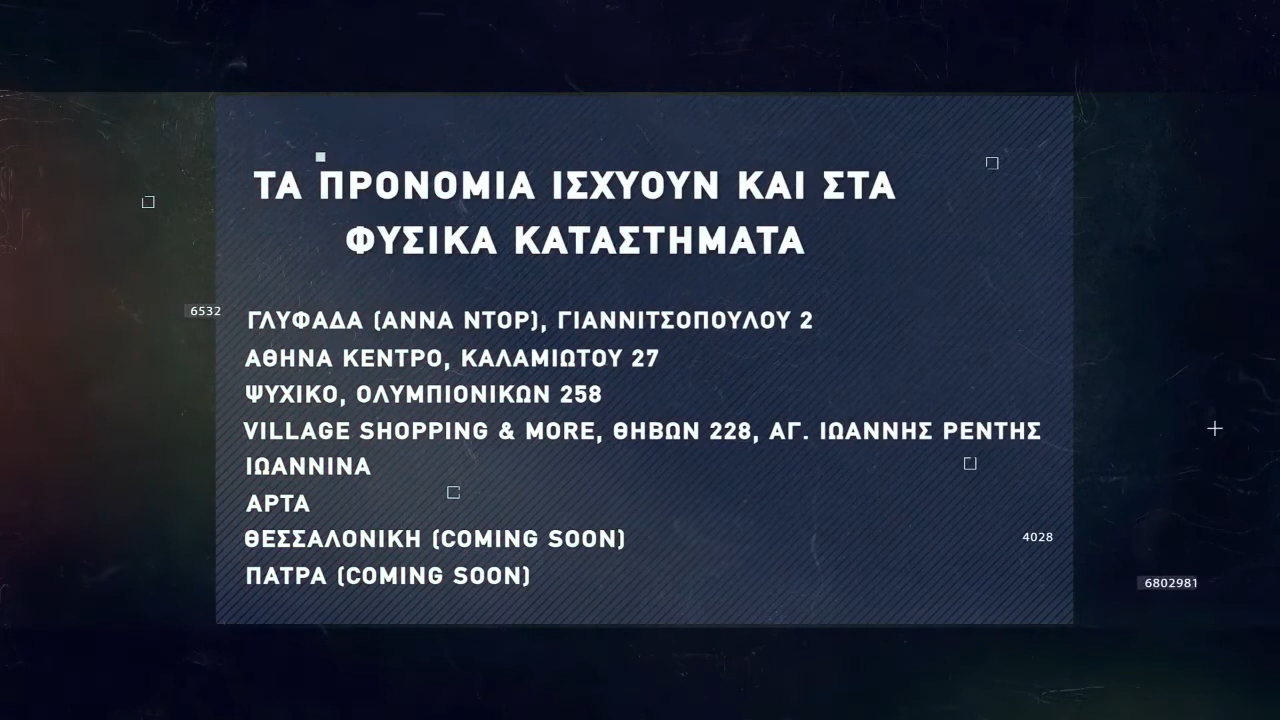 ΤΑ ΠΡΟΝΟΜΙΑ ΙΣΧΥΟΥΝ ΚΑΙ ΣΤΑ
ΦΥΣΙΚΑ ΚΑΤΑΣΤΗΜΑΤΑ
6532
ΓΛΥΦΑΔΑ (ΑΝΝΑ ΝΤΟΡ), ΓΙΑΝΝΙΤΣΟΠΟΥΛΟΥ 2
ΑΘΗΝΑ ΚΕΝΤΡΟ, ΚΑΛΑΜΙΩΤΟΥ 27
ΨΥΧΙΚΟ, ΟΛΥΜΠΙΟΝΙΚΩΝ 258
VILLAGE SHOPPING & MORE, ΘΗΒΩΝ 228, ΑΓ. ΙΩΑΝΝΗΣ ΡΕΝΤΗΣ
ΙΩΑΝΝΙΝΑ
ΑΡΤΑ
ΘΕΣΣΑΛΟΝΙΚΗ (COMING SOON)
4028
ΠΑΤΡΑ (COMING SOON)
6802981